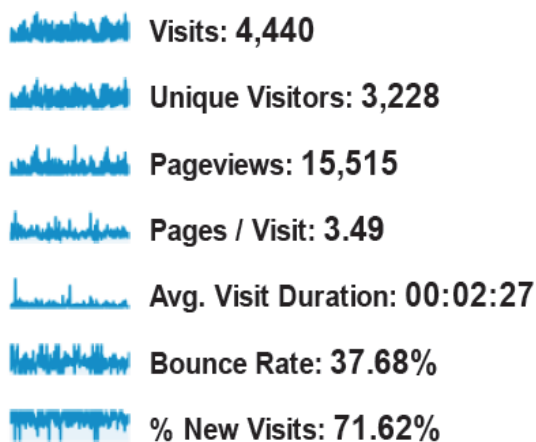 Visits: 4,440
Unique Visitors: 3,228
Pageviews: 15,515
Pages / Visit: 3.49
Avg. Visit Duration: 00:02:27
Bounce Rate: 37.68%
% New Visits: 71.62%